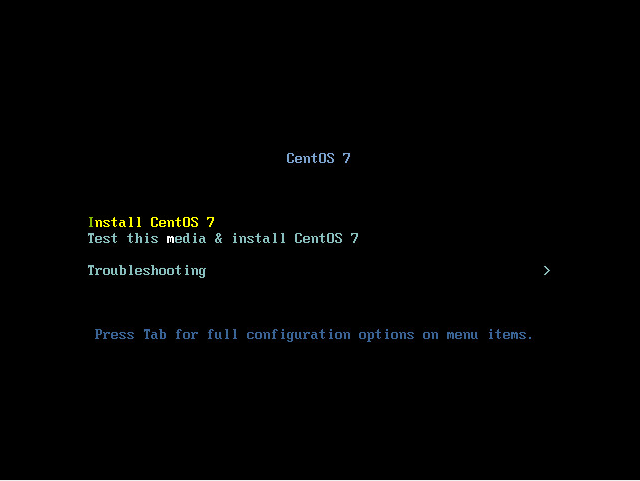 CentOS 7
Install CentOS 7
Test this media & install CentOS 7
Troubleshooting >
Press Tab for full configuration options on menu items.